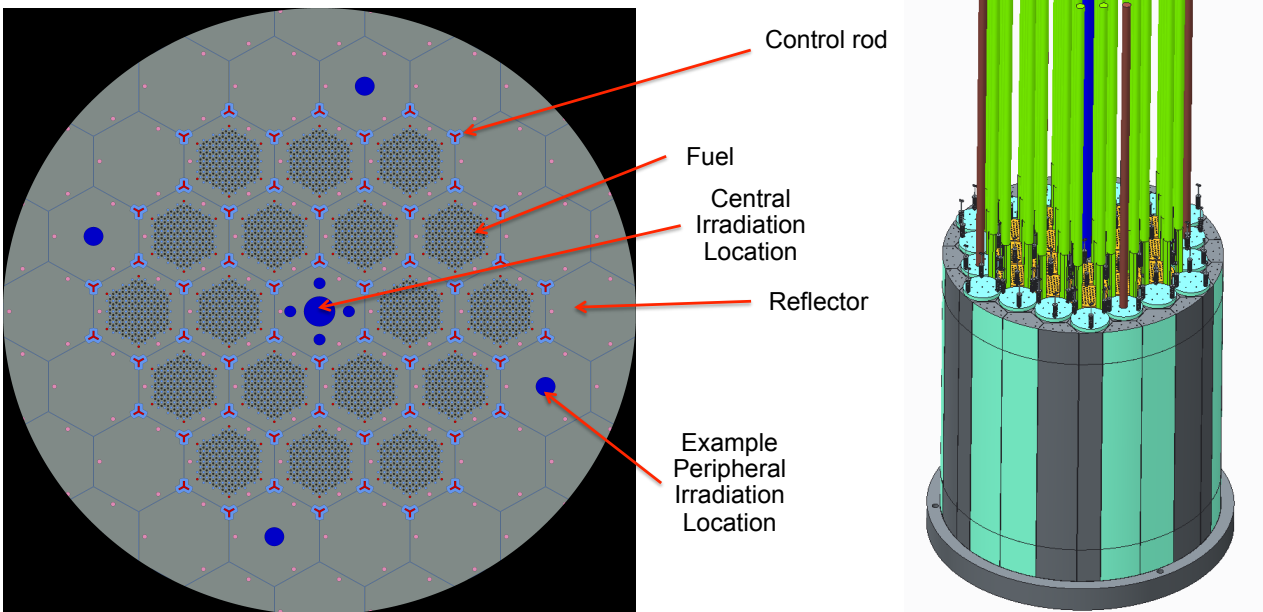 Control rod
Fuel
Central
Irradiation
Location
Reflector
Example
Peripheral
Irradiation
Location